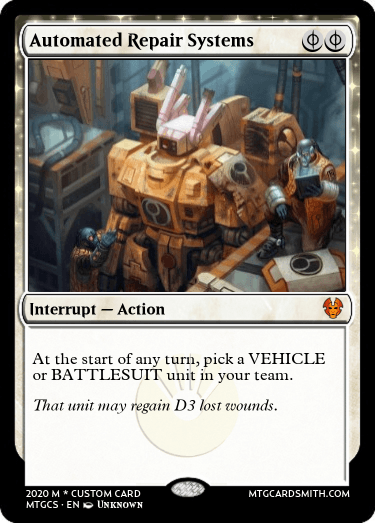 Automated Repair Systems
Interrupt — Action
At the start of any turn, pick a VEHICLE
or BATTLESUIT unit in your team.
That unit may regain D3 lost wounds.
2020 M * CUSTOM CARD
MTGCARDSMITH.COM
MTGCS • EN Unknown